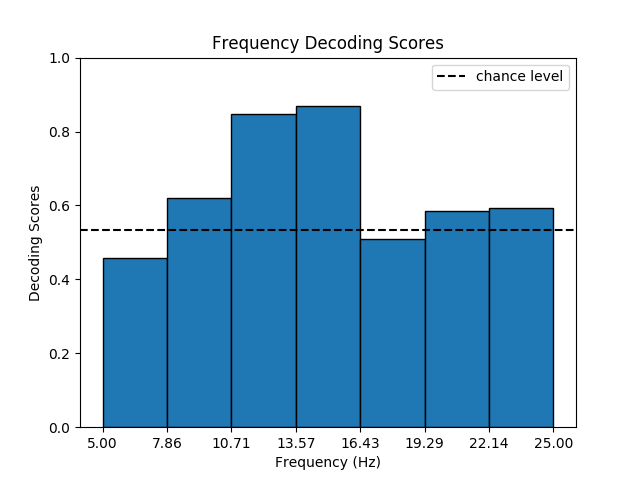 Frequency Decoding Scores
chance level
1.0
0.8
0.6
0.4
0.2
0.0
Decoding Scores
5.00 7.86 10.71 13.57 16.43 19.29 22.14 25.00
Frequency (Hz)